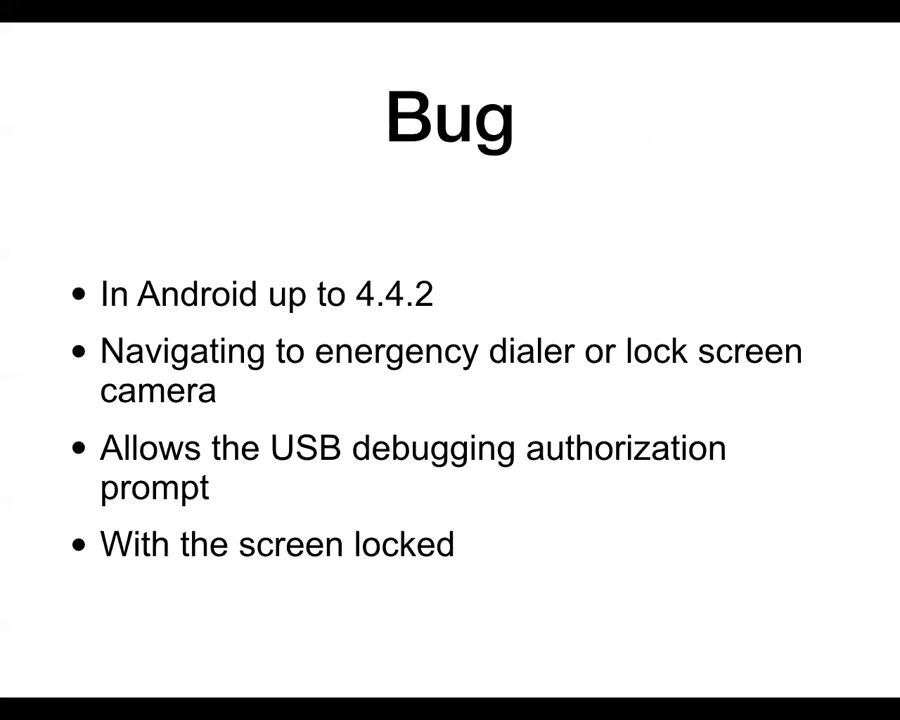 Bug
• In Android up to 4.4.2
• Navigating to energency dialer or lock screen
camera
• Allows the USB debugging authorization
prompt
• With the screen locked